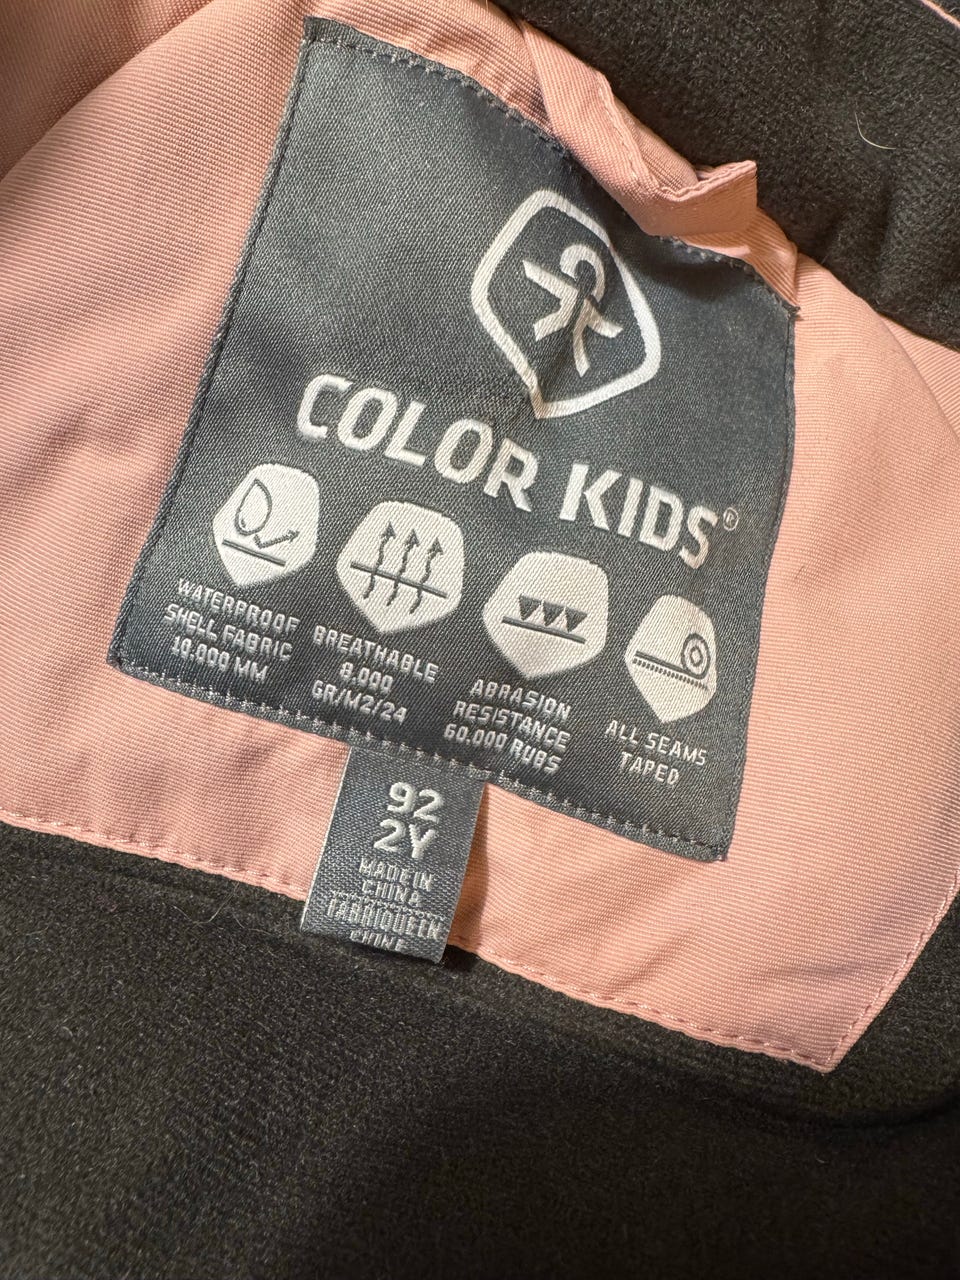 COLOR KIDS®
WATERPROOF
SHELL FABRIC
10.000 MM
BREATHABLE
8.000
GR/M2/24
ABRASION
RESISTANCE
60.000 RUBS
ALL SEAMS
TAPED
92
2Y
MADE IN
CHINA
FABRIQUE EN
CHINE